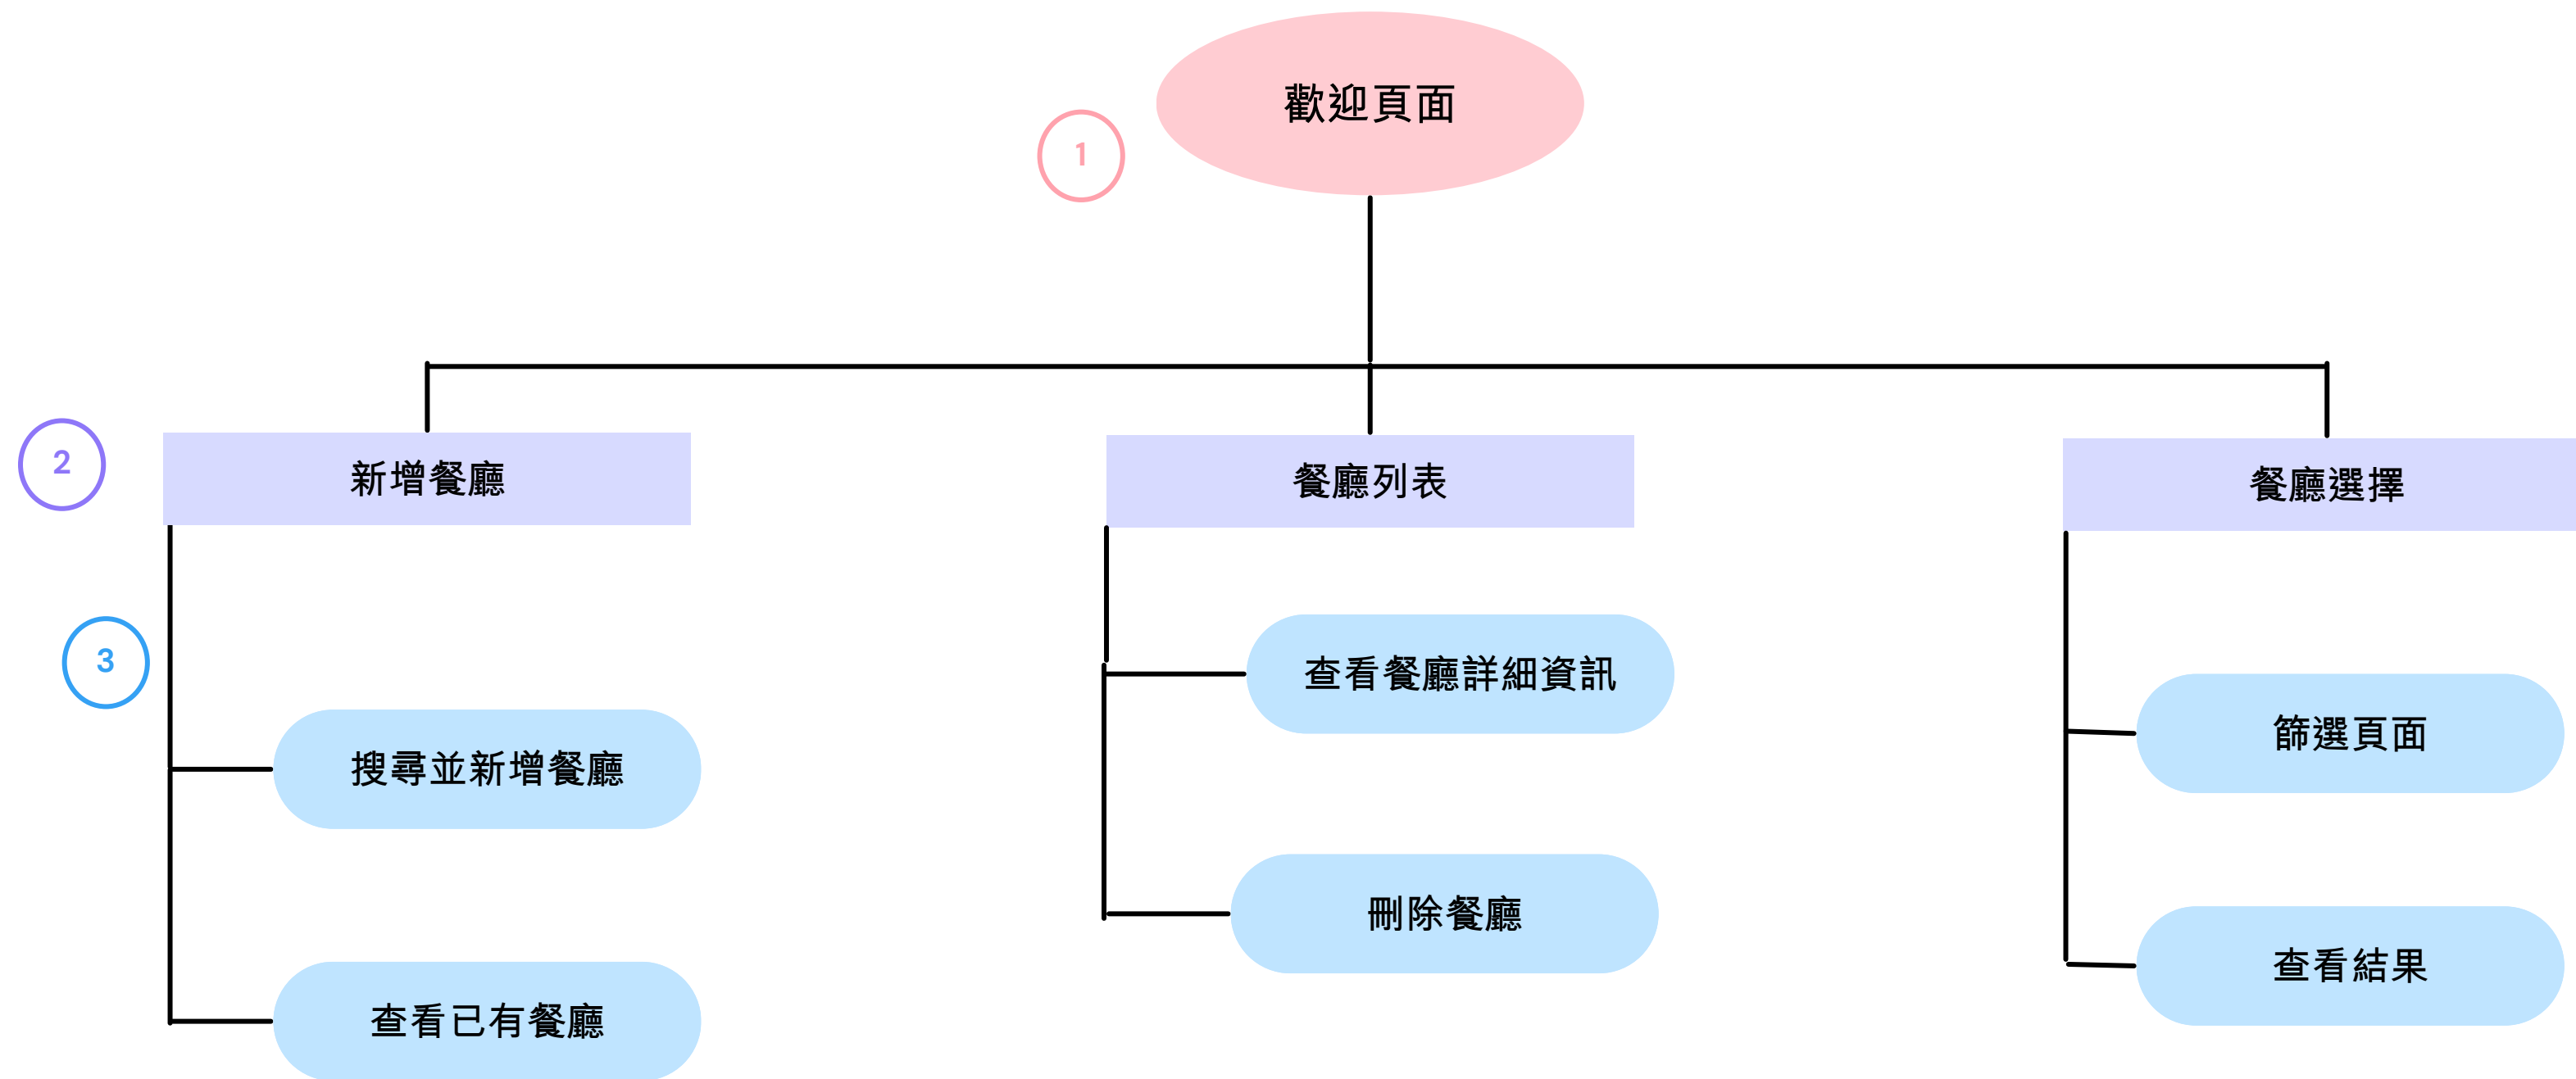 歡迎頁面
1
2
新增餐廳
餐廳列表
餐廳選擇
3
搜尋並新增餐廳
查看已有餐廳
查看餐廳詳細資訊
刪除餐廳
篩選頁面
查看結果